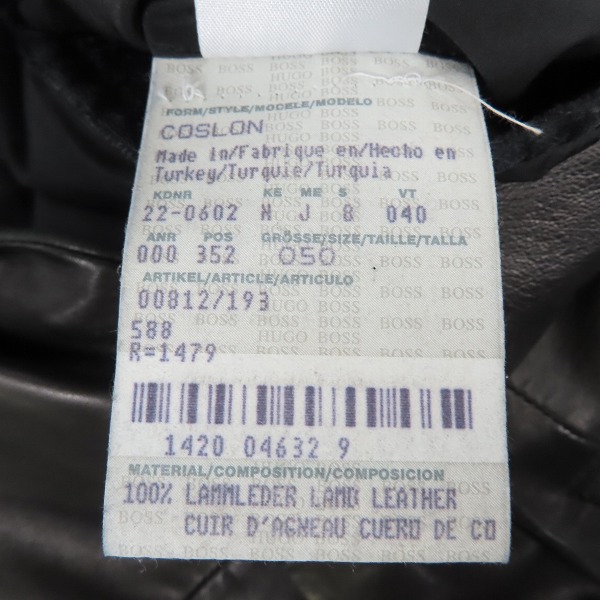 FORM/STYLE/MODELE/MODELO
COSLON
Made in/Fabrique en/Hecho en
Turkey/Turquie/Turquia
KDNR KE ME S VT
22-0602 N J 8 040
ANR POS GRÖSSE/SIZE/TAILLE/TALLA
000 352 050
ARTIKEL/ARTICLE/ARTICULO
00812/193
588
R=1479
1420 04632 9
MATERIAL/COMPOSITION/COMPOSICION
100% LAMMLEDER LAMB LEATHER
CUIR D'AGNEAU CUERO DE CO